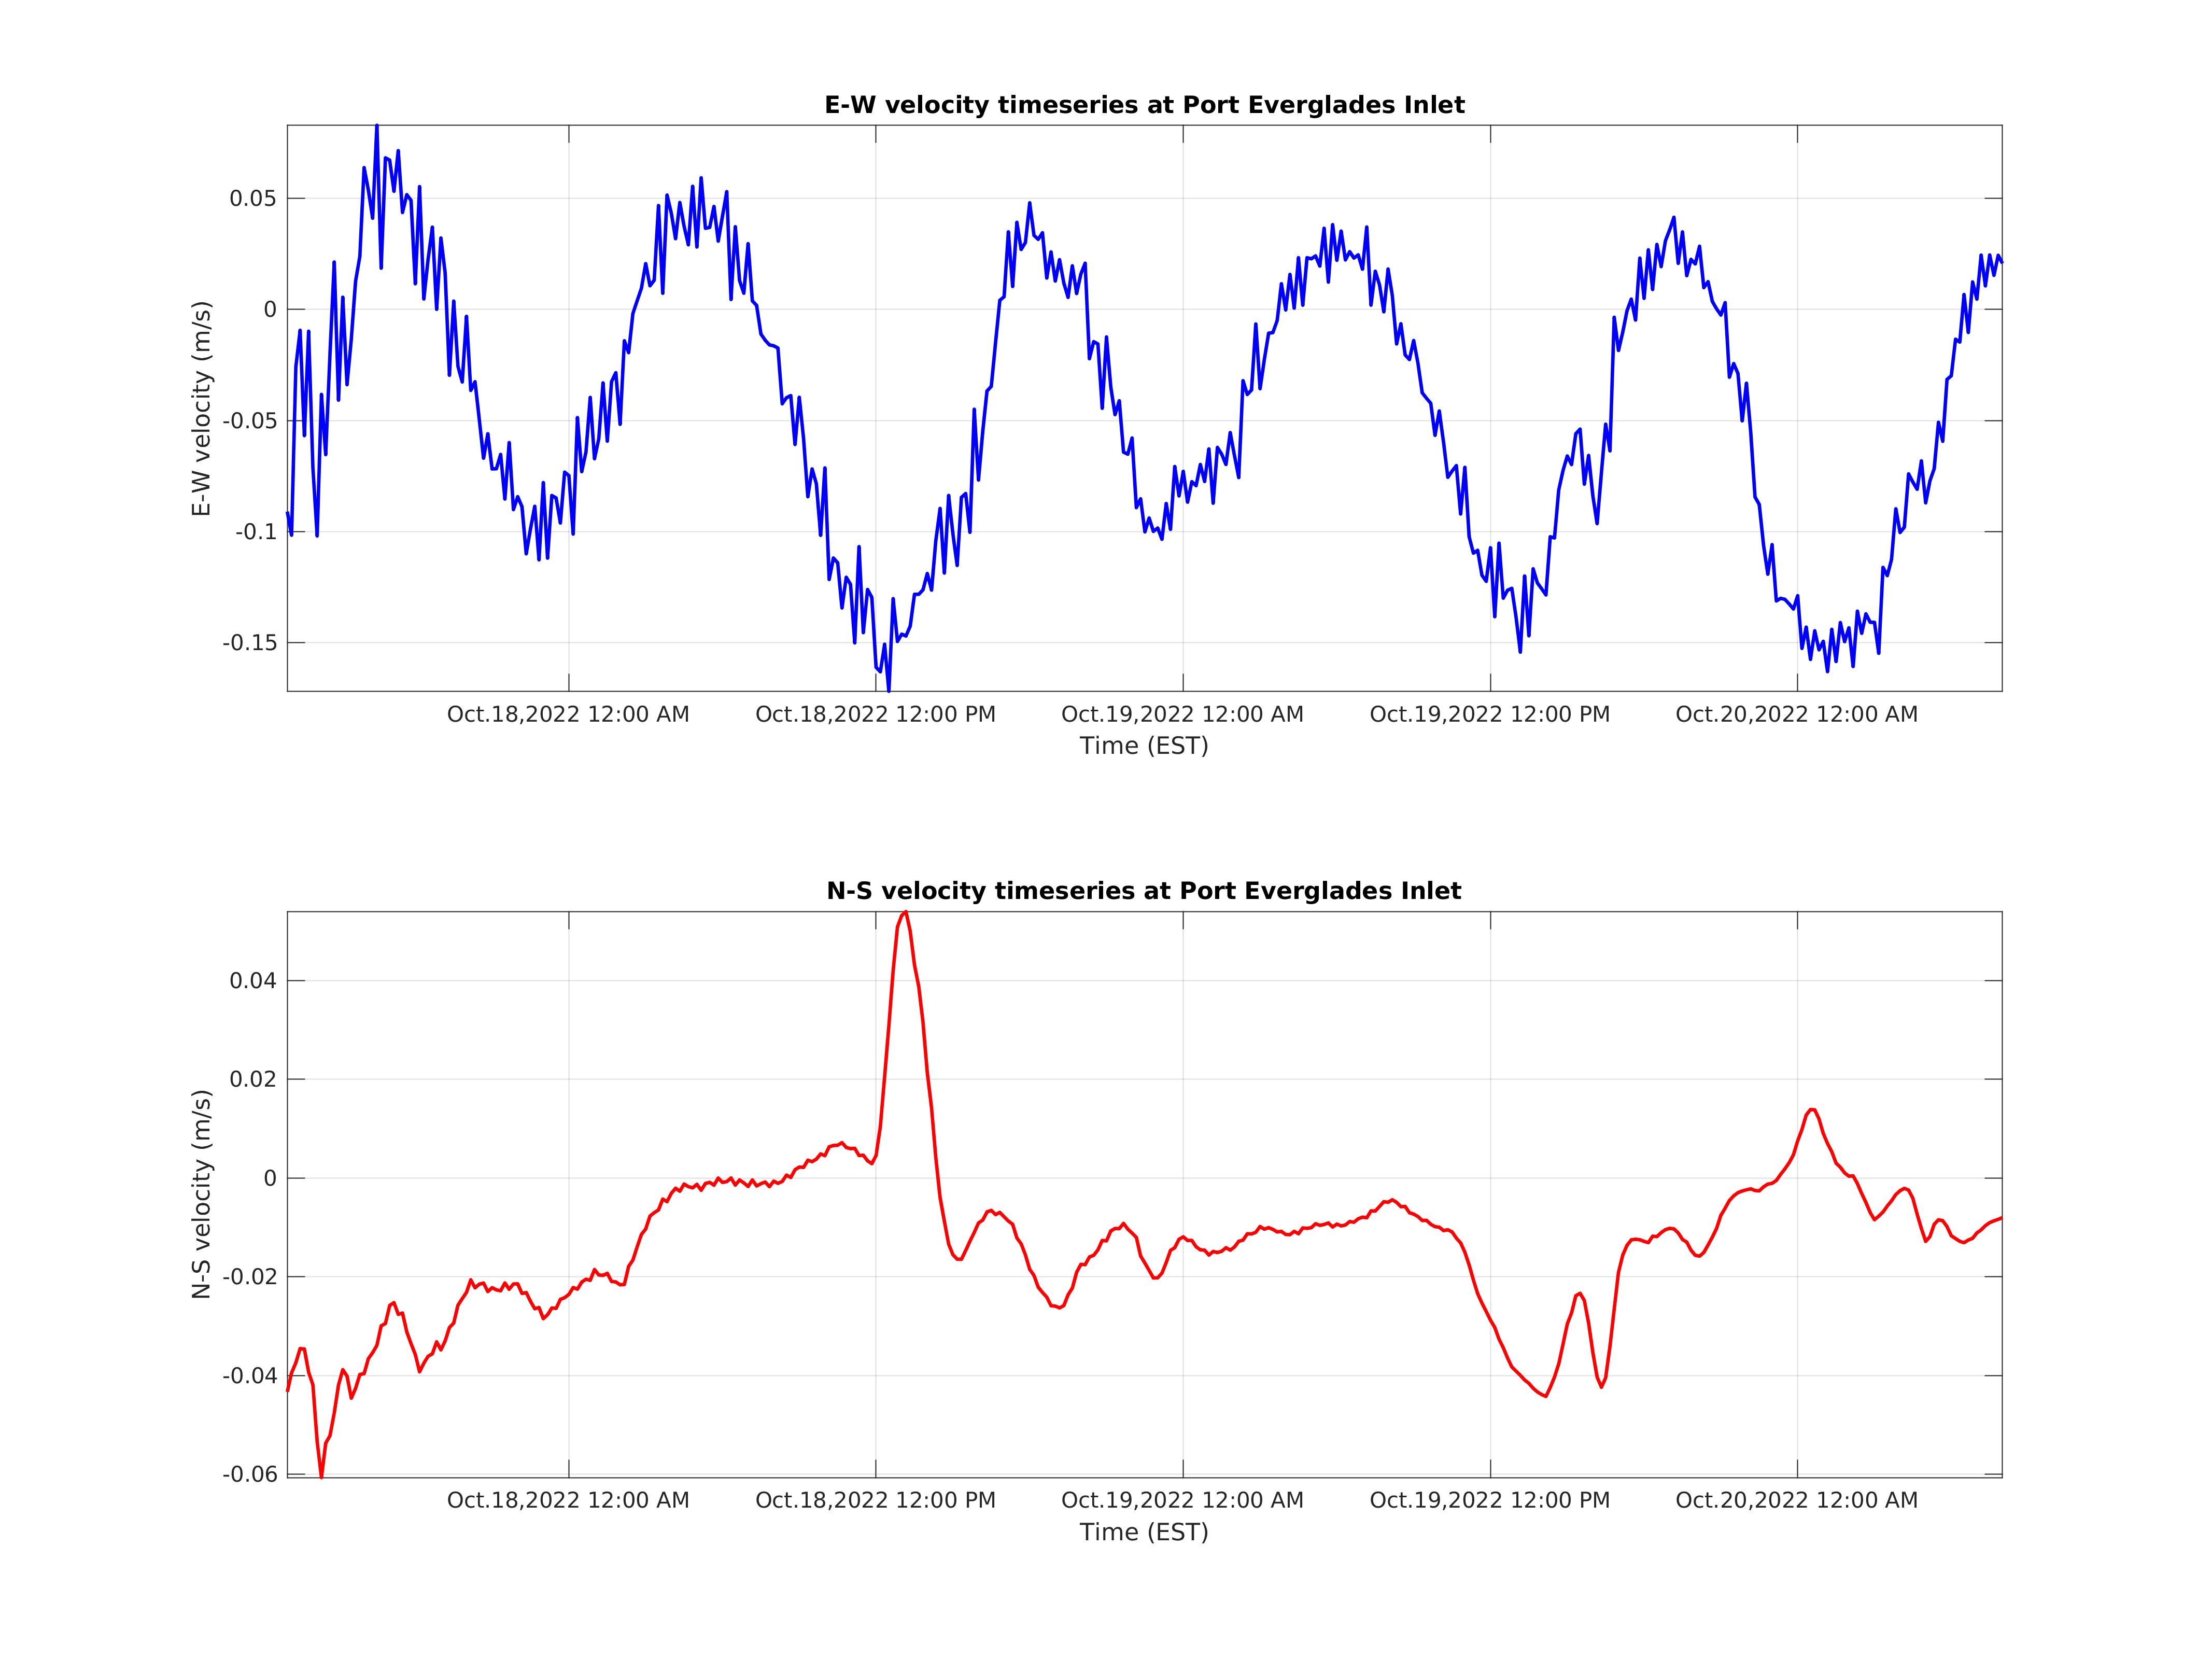 E-W velocity timeseries at Port Everglades Inlet
E-W velocity (m/s)
0.05
0
-0.05
-0.1
-0.15
Oct.18,2022 12:00 AM
Oct.18,2022 12:00 PM
Oct.19,2022 12:00 AM
Oct.19,2022 12:00 PM
Oct.20,2022 12:00 AM
Time (EST)
N-S velocity timeseries at Port Everglades Inlet
N-S velocity (m/s)
0.04
0.02
0
-0.02
-0.04
-0.06
Oct.18,2022 12:00 AM
Oct.18,2022 12:00 PM
Oct.19,2022 12:00 AM
Oct.19,2022 12:00 PM
Oct.20,2022 12:00 AM
Time (EST)